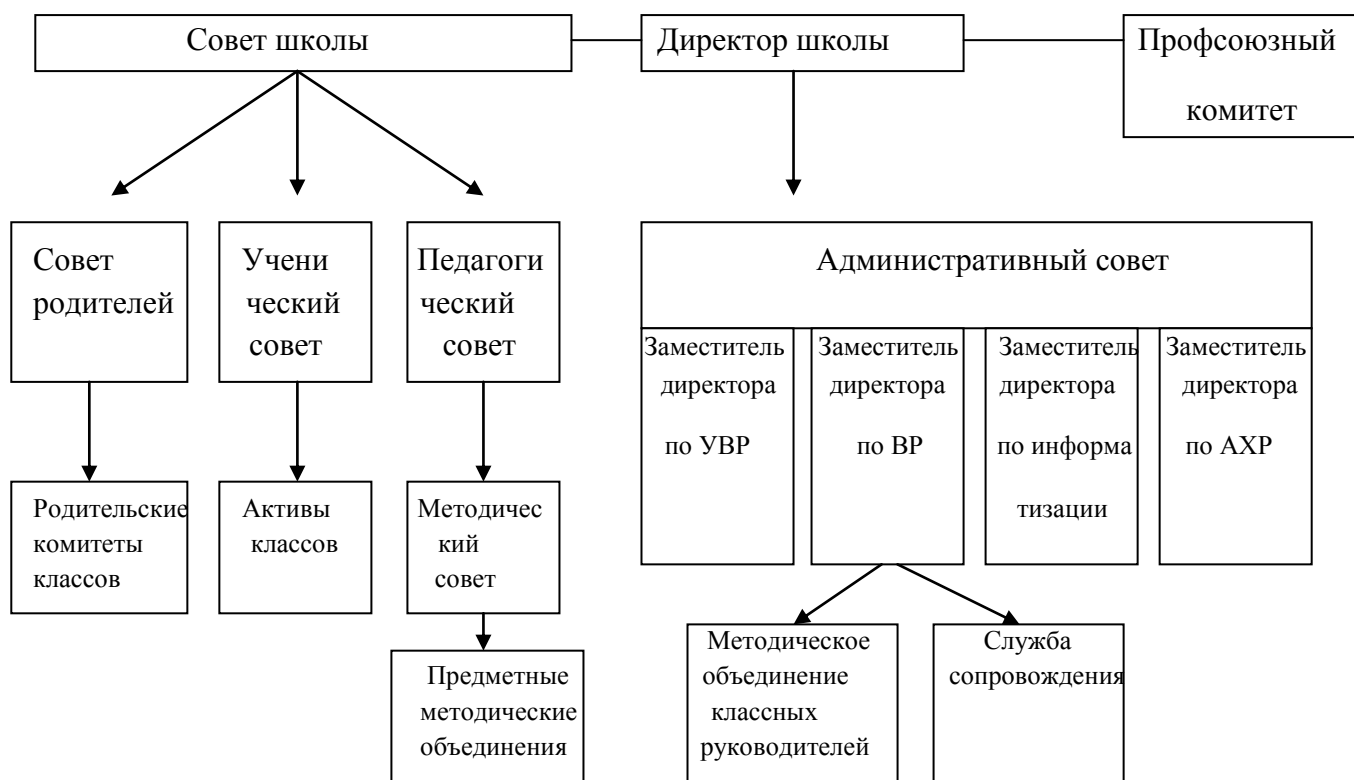 Совет школы
Директор школы
Профсоюзный
комитет
Совет
родителей
Учени
ческий
совет
Педагоги
ческий
совет
Административный совет
Заместитель
директора
по УВР
Заместитель
директора
по ВР
Заместитель
директора
по информа
тизации
Заместитель
директора
по АХР
Родительские
комитеты
классов
Активы
классов
Методичес
кий
совет
Предметные
методические
объединения
Методическое
объединение
классных
руководителей
Служба
сопровождения